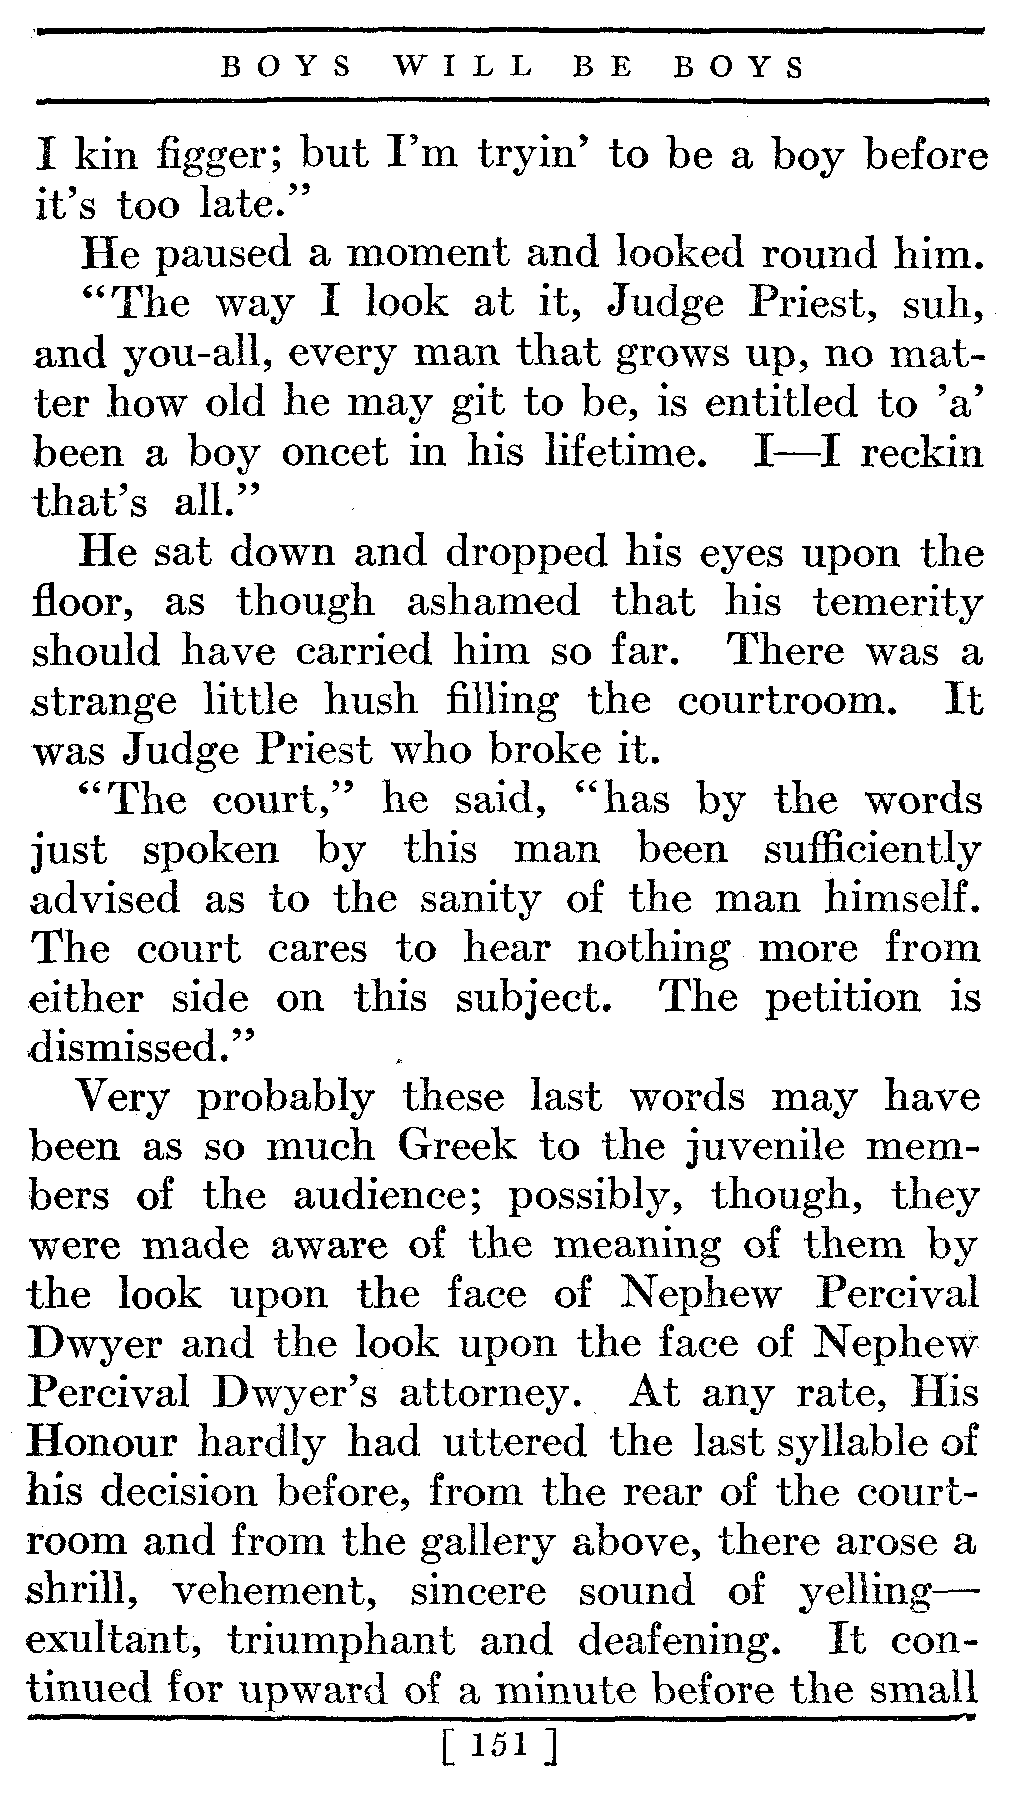 BOYS WILL BE BOYS
I kin figger; but I'm tryin' to be a boy before
it's too late."
He paused a moment and looked round him.
"The way I look at it, Judge Priest, suh,
and you-all, every man that grows up, no mat-
ter how old he may git to be, is entitled to 'a'
been a boy oncet in his lifetime. I—I reckin
that's all."
He sat down and dropped his eyes upon the
floor, as though ashamed that his temerity
should have carried him so far. There was a
strange little hush filling the courtroom. It
was Judge Priest who broke it.
"The court," he said, "has by the words
just spoken by this man been sufficiently
advised as to the sanity of the man himself.
The court cares to hear nothing more from
either side on this subject. The petition is
dismissed."
Very probably these last words may have
been as so much Greek to the juvenile mem-
bers of the audience; possibly, though, they
were made aware of the meaning of them by
the look upon the face of Nephew Percival
Dwyer and the look upon the face of Nephew
Percival Dwyer's attorney. At any rate, His
Honour hardly had uttered the last syllable of
his decision before, from the rear of the court-
room and from the gallery above, there arose a
shrill, vehement, sincere sound of yelling—
exultant, triumphant and deafening. It con-
tinued for upward of a minute before the small
[ 151 ]